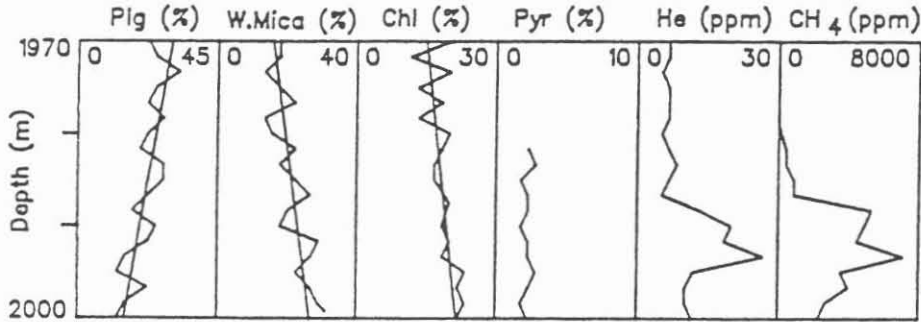 Plg (%) W.Mica (%) Chl (%) Pyr (%) He (ppm) CH4 (ppm)
1970 0 45 0 40 0 30 0 10 0 30 0 8000
Depth (m)
2000